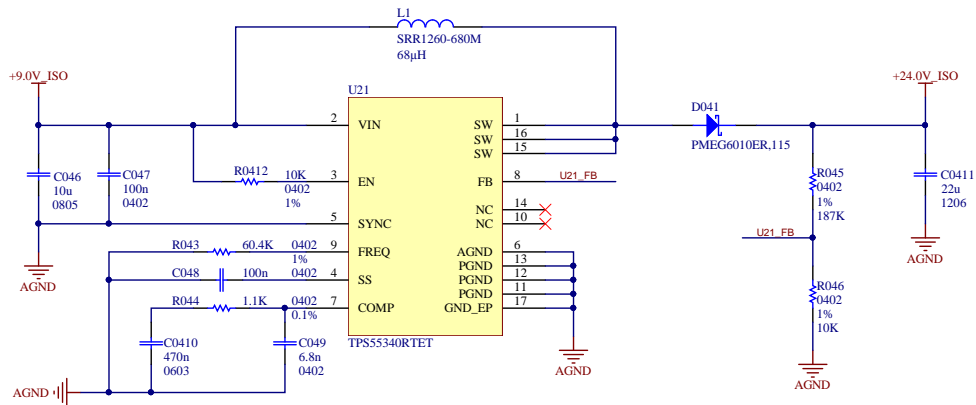 L1
SRR1260-680M
68µH
+9.0V_ISO
+24.0V_ISO
U21
D041
PMEG6010ER,115
2 VIN SW 1
SW 16
SW 15
R0412 10K 3 EN FB 8 U21_FB
0402
1%
C046
10u
0805
C047
100n
0402
NC 14
NC 10
5 SYNC
R043 60.4K 0402 9 FREQ AGND 6
1%
PGND 13
C048 100n 0402 4 SS PGND 12
PGND 11
R044 1.1K 0402 7 COMP GND_EP 17
0.1%
TPS55340RTET
C0410
470n
0603
C049
6.8n
0402
AGND
AGND
AGND
R045
0402
1%
187K
U21_FB
R046
0402
1%
10K
AGND
C0411
22u
1206
AGND